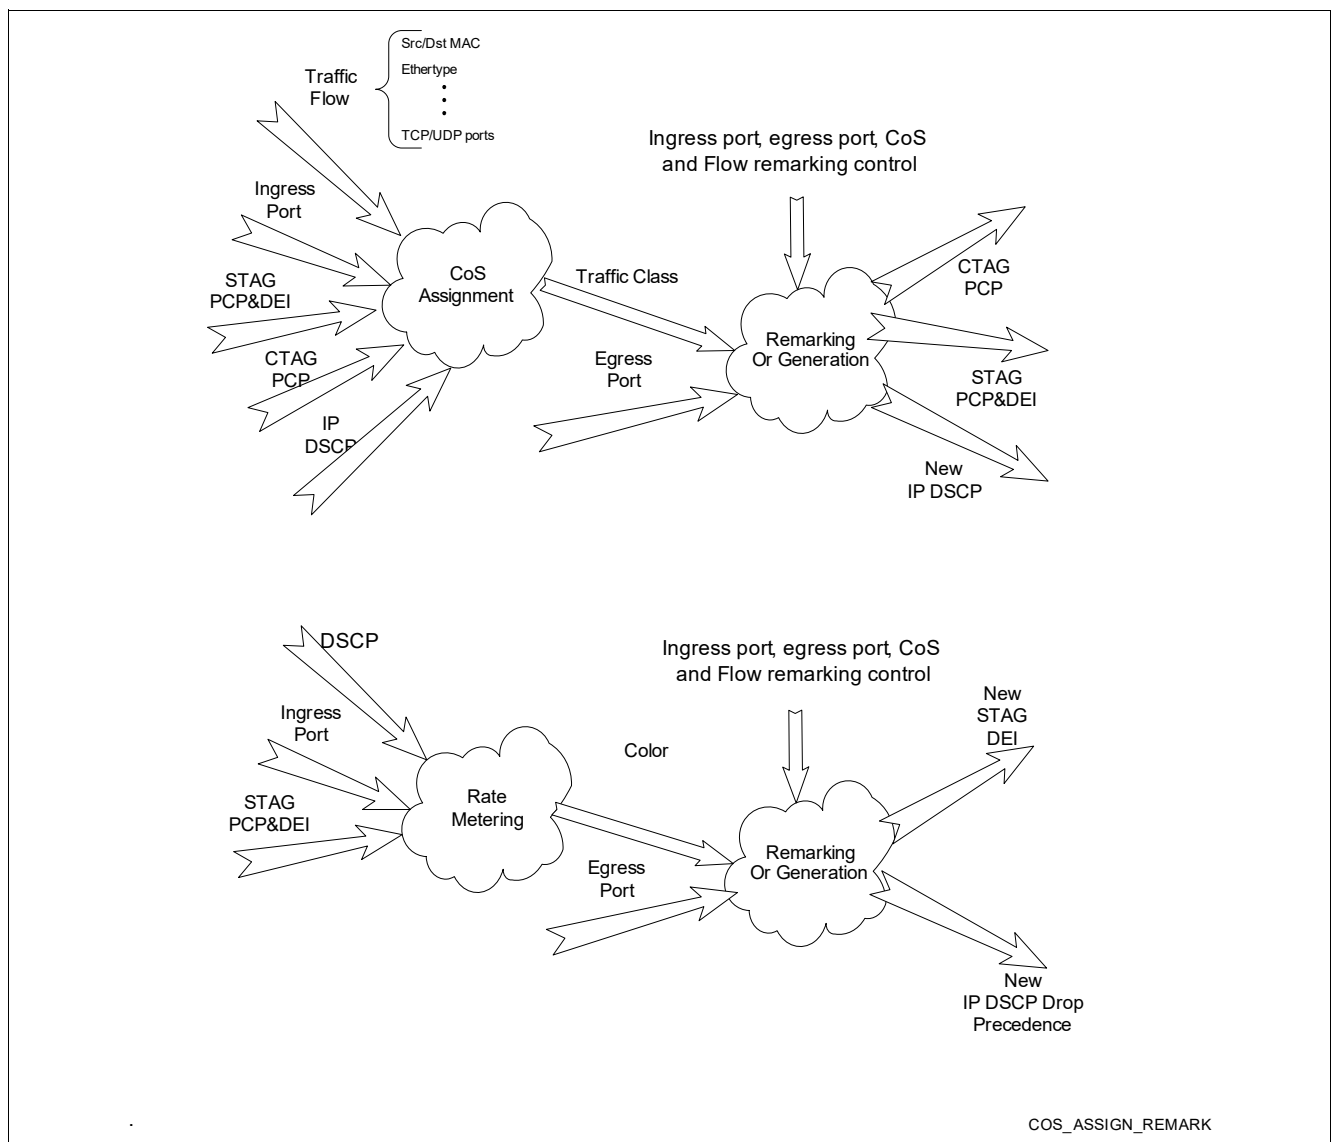 Src/Dst MAC
Ethertype
Traffic
Flow
TCP/UDP ports
Ingress port, egress port, CoS
and Flow remarking control
Ingress
Port
STAG
PCP&DEI
CTAG
PCP
IP
DSCP
CoS
Assignment
Traffic Class
Egress
Port
Remarking
Or Generation
CTAG
PCP
STAG
PCP&DEI
New
IP DSCP
DSCP
Ingress
Port
STAG
PCP&DEI
Rate
Metering
Color
Ingress port, egress port, CoS
and Flow remarking control
Egress
Port
Remarking
Or Generation
New
STAG
DEI
New
IP DSCP Drop
Precedence
.
COS_ASSIGN_REMARK